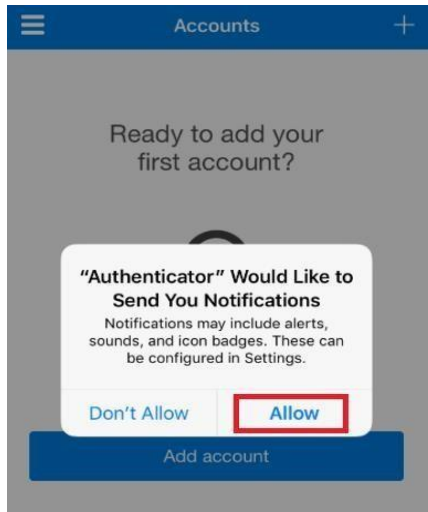 Accounts
Ready to add your
first account?
"Authenticator" Would Like to
Send You Notifications
Notifications may include alerts,
sounds, and icon badges. These can
be configured in Settings.
Don't Allow
Allow
Add account